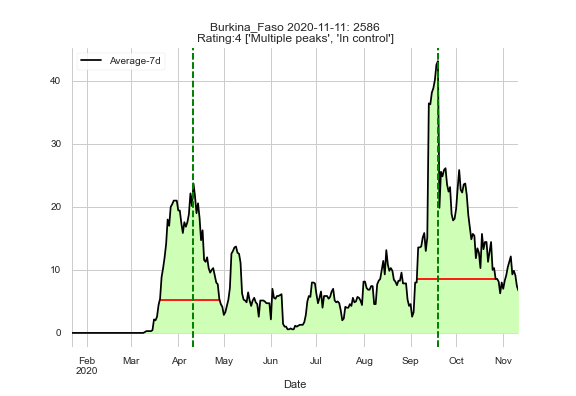 Burkina_Faso 2020-11-11: 2586
Rating:4 ['Multiple peaks', 'In control']
Average-7d
40
30
20
10
0
Feb Mar Apr May Jun Jul Aug Sep Oct Nov
2020
Date